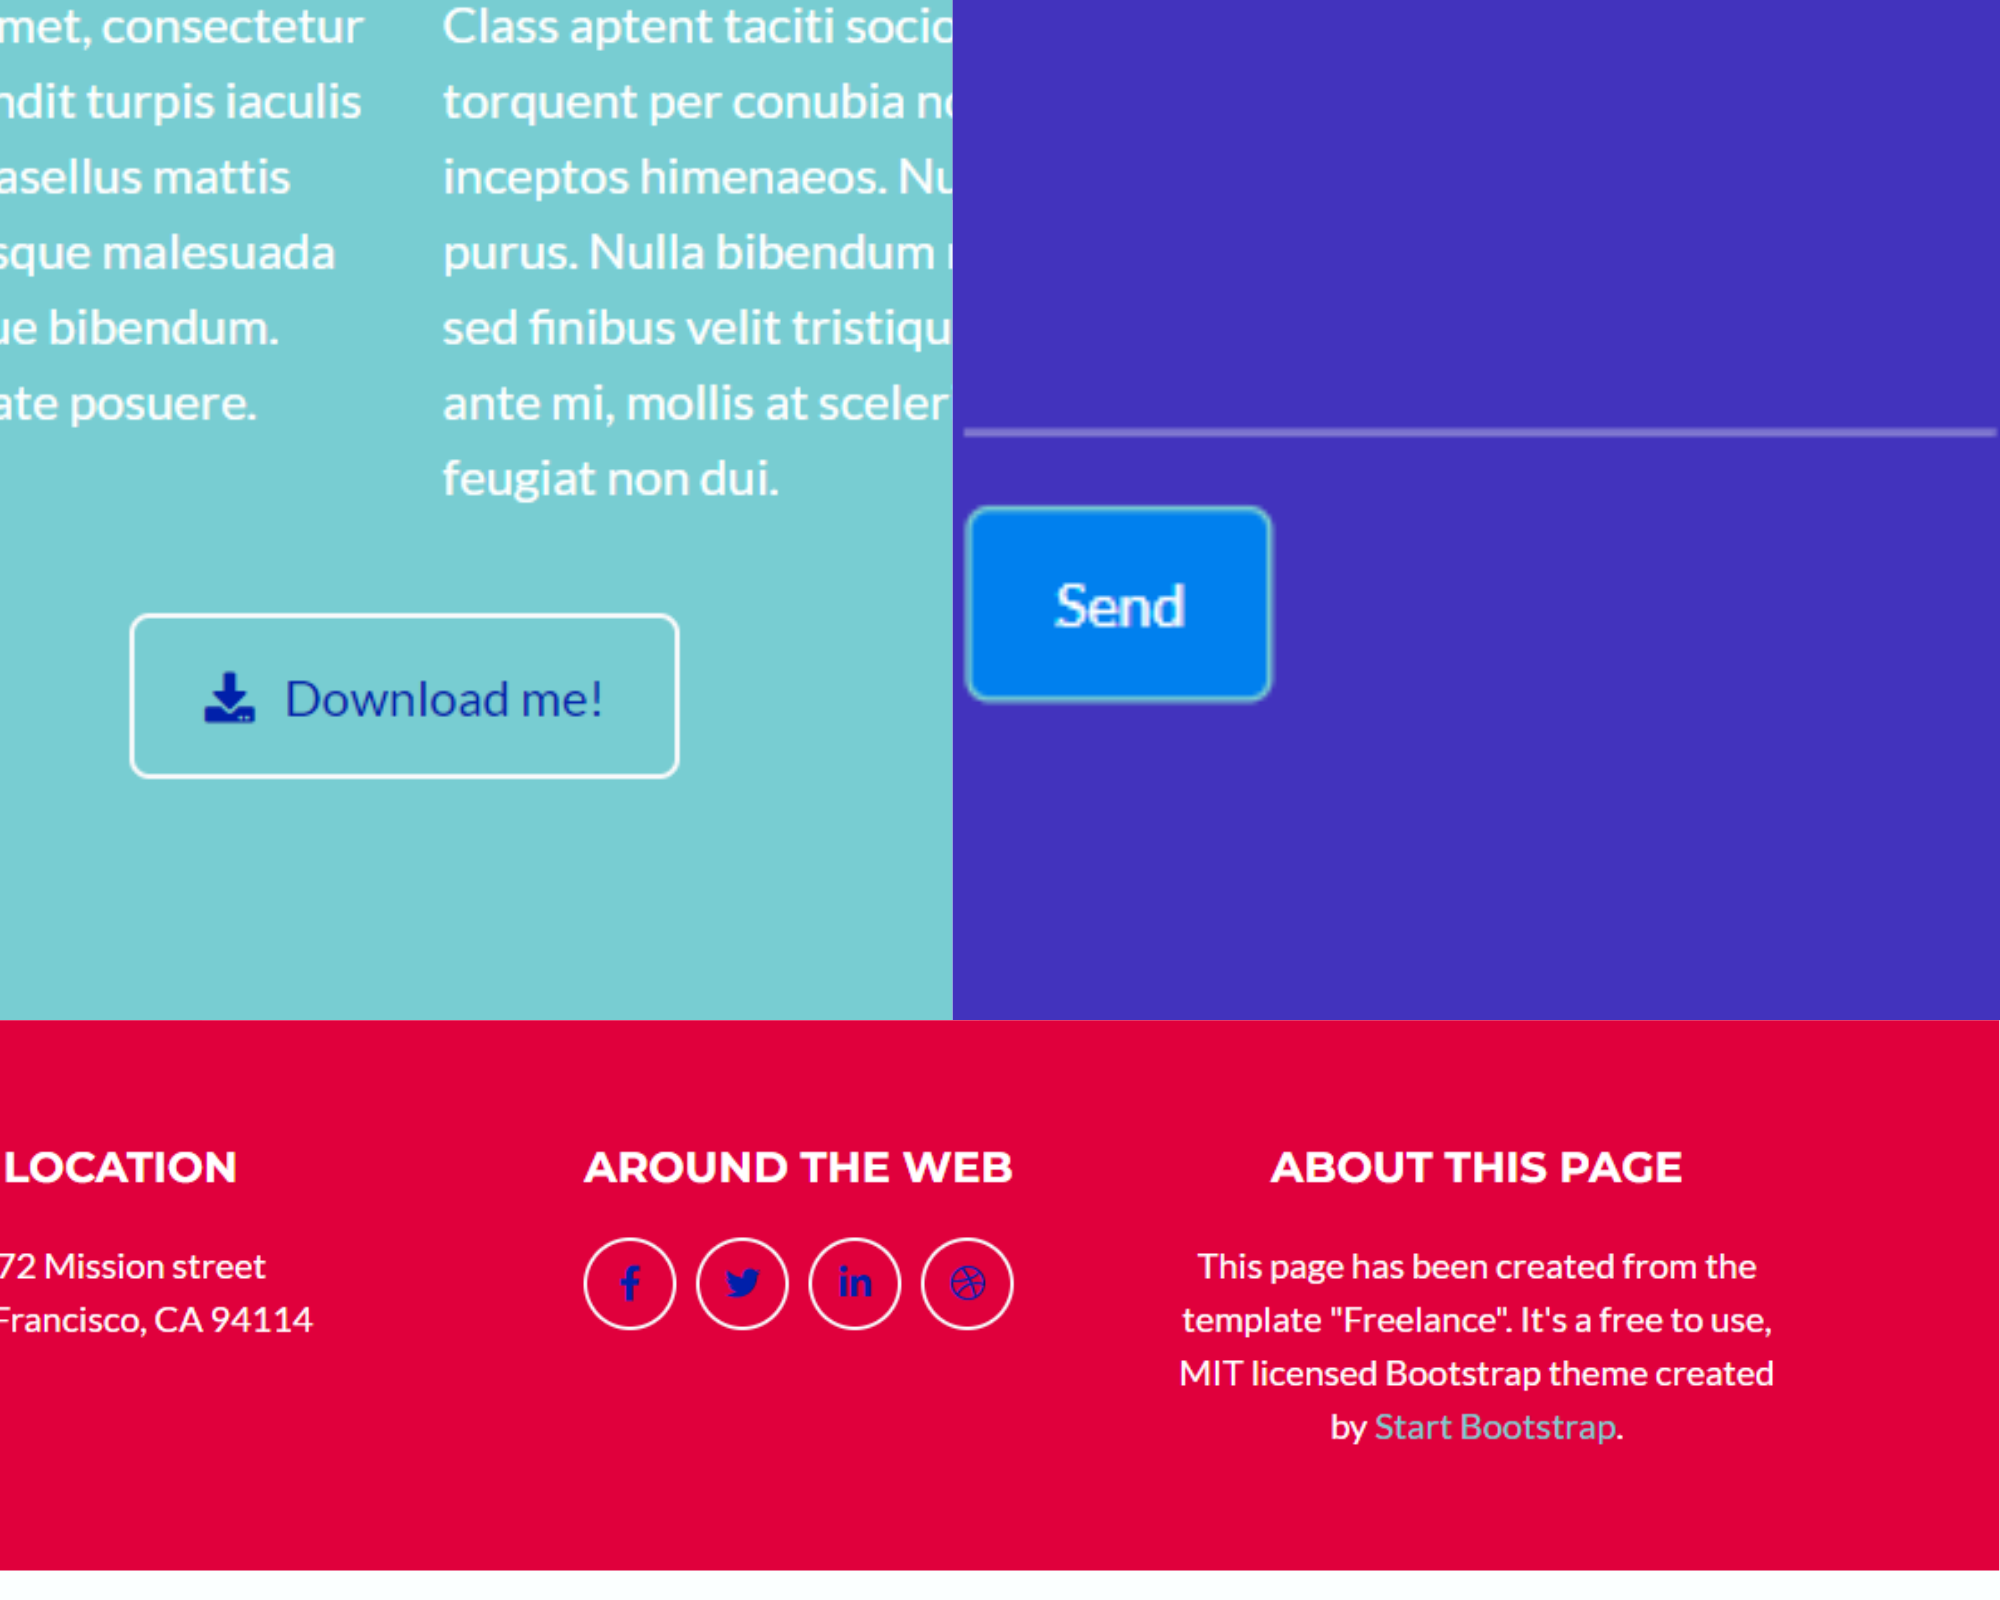 met, consectetur
ndit turpis iaculis
asellus mattis
sque malesuada
ue bibendum.
ate posuere.
Class aptent taciti socio
torquent per conubia no
inceptos himenaeos. Nu
purus. Nulla bibendum
sed finibus velit tristiqu
ante mi, mollis at sceler
feugiat non dui.
Download me!
Send
LOCATION
72 Mission street
Francisco, CA 94114
AROUND THE WEB
f
in
ABOUT THIS PAGE
This page has been created from the
template "Freelance". It's a free to use,
MIT licensed Bootstrap theme created
by Start Bootstrap.